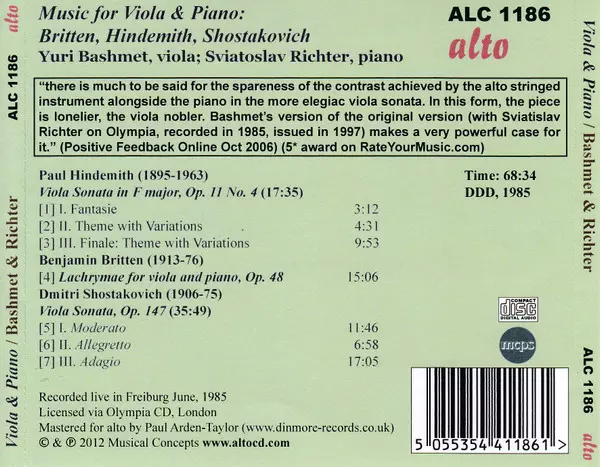 Music for Viola & Piano:
Britten, Hindemith, Shostakovich
Yuri Bashmet, viola; Sviatoslav Richter, piano
ALC 1186
alto
"there is much to be said for the spareness of the contrast achieved by the alto stringed
instrument alongside the piano in the more elegiac viola sonata. In this form, the piece
is lonelier, the viola nobler. Bashmet's version of the original version (with Sviatislav
Richter on Olympia, recorded in 1985, issued in 1997) makes a very powerful case for
it." (Positive Feedback Online Oct 2006) (5* award on RateYourMusic.com)
Paul Hindemith (1895-1963)
Time: 68:34
Viola Sonata in F major, Op. 11 No. 4 (17:35)
DDD, 1985
[1] I. Fantasie 3:12
[2] II. Theme with Variations 4:31
[3] III. Finale: Theme with Variations 9:53
Benjamin Britten (1913-76)
[4] Lachrymae for viola and piano, Op. 48 15:06
Dmitri Shostakovich (1906-75)
Viola Sonata, Op. 147 (35:49)
[5] I. Moderato 11:46
[6] II. Allegretto 6:58
[7] III. Adagio 17:05
Recorded live in Freiburg June, 1985
Licensed via Olympia CD, London
Mastered for alto by Paul Arden-Taylor (www.dinmore-records.co.uk)
© & ℗ 2012 Musical Concepts www.altocd.com
COMPACT
disc
DIGITAL AUDIO
mcps
5 055354 411861 >
ALC 1186
Viola & Piano / Bashmet & Richter
alto
Viola & Piano / Bashmet & Richter
ALC 1186
alto